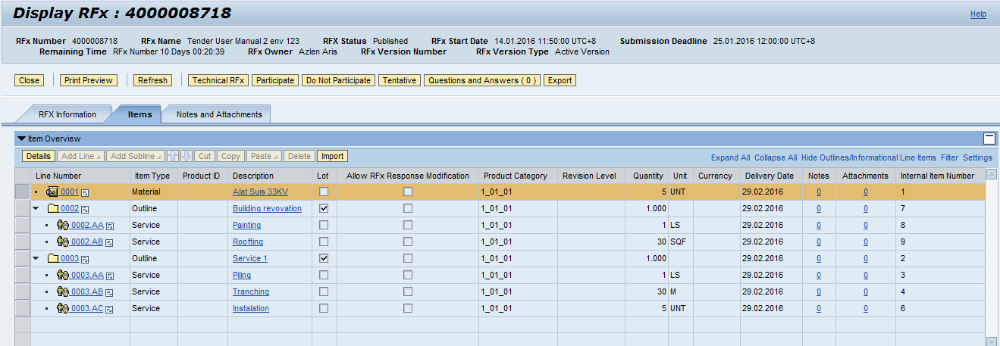 Display RFx : 4000008718
Help
RFx Number 4000008718 RFx Name Tender User Manual 2 env 123 RFX Status Published RFx Start Date 14.01.2016 11:50:00 UTC+8 Submission Deadline 25.01.2016 12:00:00 UTC+8
Remaining Time RFx Number 10 Days 00:20:39 RFx Owner Azlen Aris RFx Version Number RFx Version Type Active Version
Close Print Preview Refresh Technical RFx Participate Do Not Participate Tentative Questions and Answers ( 0 ) Export
RFX Information Items Notes and Attachments
Item Overview
Details Add Line Add Subline Cut Copy Paste Delete Import Expand All Collapse All Hide Outlines/Informational Line Items Filter Settings
Line Number Item Type Product ID Description Lot Allow RFx Response Modification Product Category Revision Level Quantity Unit Currency Delivery Date Notes Attachments Internal Item Number
0001 Material Alat Suis 33KV 1_01_01 5 UNT 29.02.2016 0 0 1
0002 Outline Building revovation 1_01_01 1.000 29.02.2016 0 0 7
0002.AA Service Painting 1_01_01 1 LS 29.02.2016 0 0 8
0002.AB Service Roofting 1_01_01 30 SQF 29.02.2016 0 0 9
0003 Outline Service 1 1_01_01 1.000 29.02.2016 0 0 2
0003.AA Service Piling 1_01_01 1 LS 29.02.2016 0 0 3
0003.AB Service Tranching 1_01_01 30 M 29.02.2016 0 0 4
0003.AC Service Instalation 1_01_01 5 UNT 29.02.2016 0 0 6